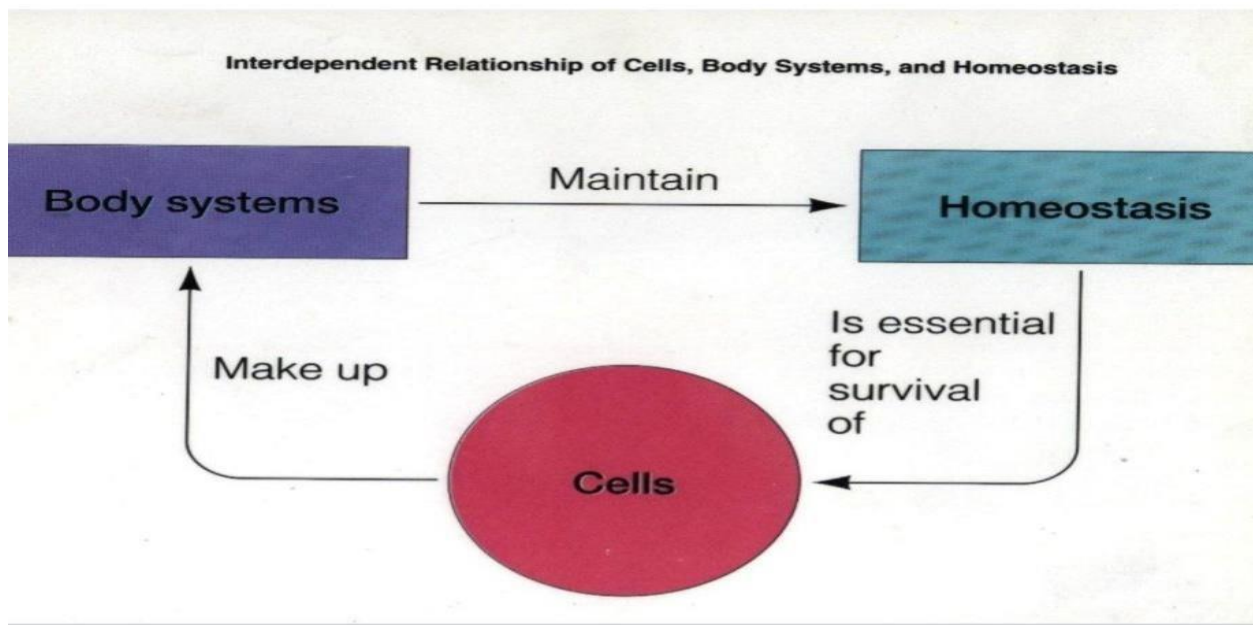 Interdependent Relationship of Cells, Body Systems, and Homeostasis
Body systems
Maintain
Homeostasis
Make up
Is essential
for
survival
of
Cells